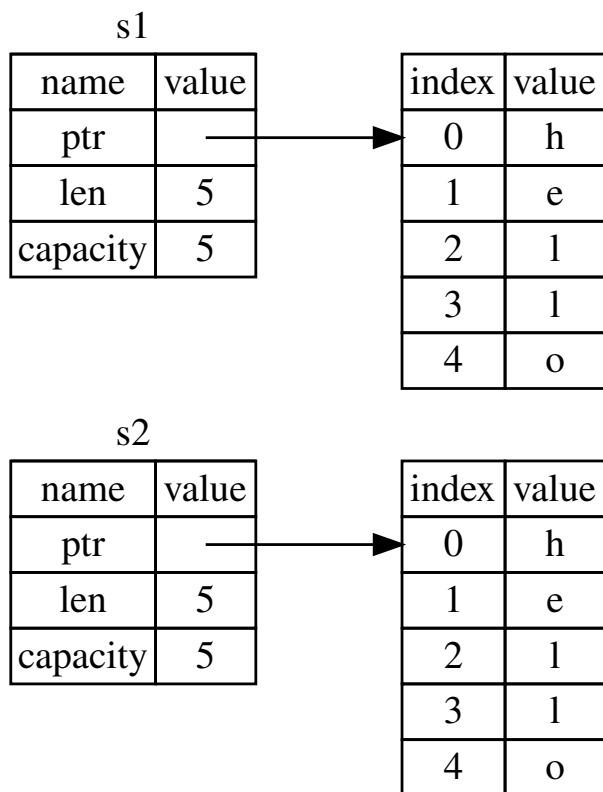 s1
name value
ptr
len 5
capacity 5
index value
0 h
1 e
2 l
3 l
4 o
s2
name value
ptr
len 5
capacity 5
index value
0 h
1 e
2 l
3 l
4 o